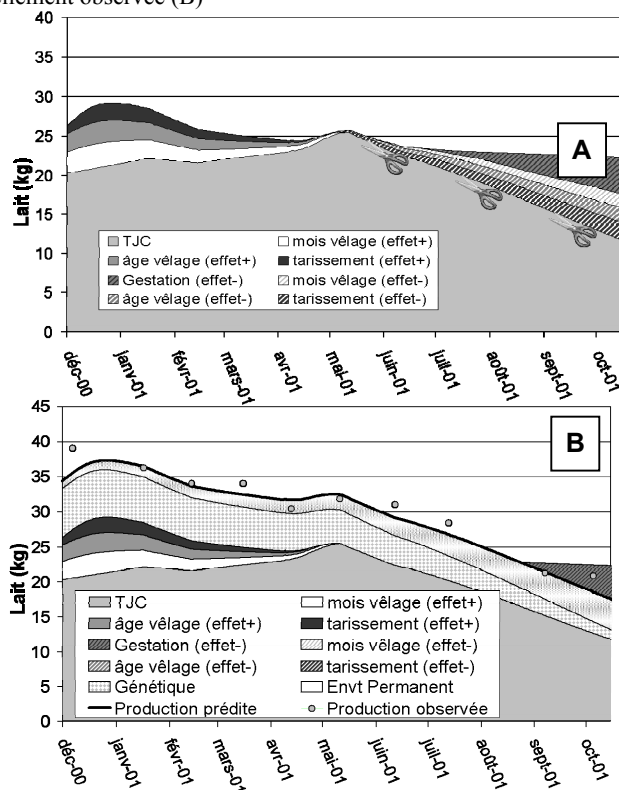 nement observée (B)
40
35
30
25
20
15
10
5
0
Lait (kg)
A
TJC
mois vêlage (effet+)
âge vêlage (effet+)
tarissement (effet+)
Gestation (effet-)
mois vêlage (effet-)
âge vêlage (effet-)
tarissement (effet-)
déc-00
janv-01
févr-01
mars-01
avr-01
mai-01
juin-01
juil-01
août-01
sept-01
oct-01
45
40
35
30
25
20
15
10
5
0
Lait (kg)
B
TJC
mois vêlage (effet+)
âge vêlage (effet+)
tarissement (effet+)
Gestation (effet-)
mois vêlage (effet-)
âge vêlage (effet-)
tarissement (effet-)
Génétique
Envt Permanent
Production prédite
Production observée
déc-00
janv-01
févr-01
mars-01
avr-01
mai-01
juin-01
juil-01
août-01
sept-01
oct-01